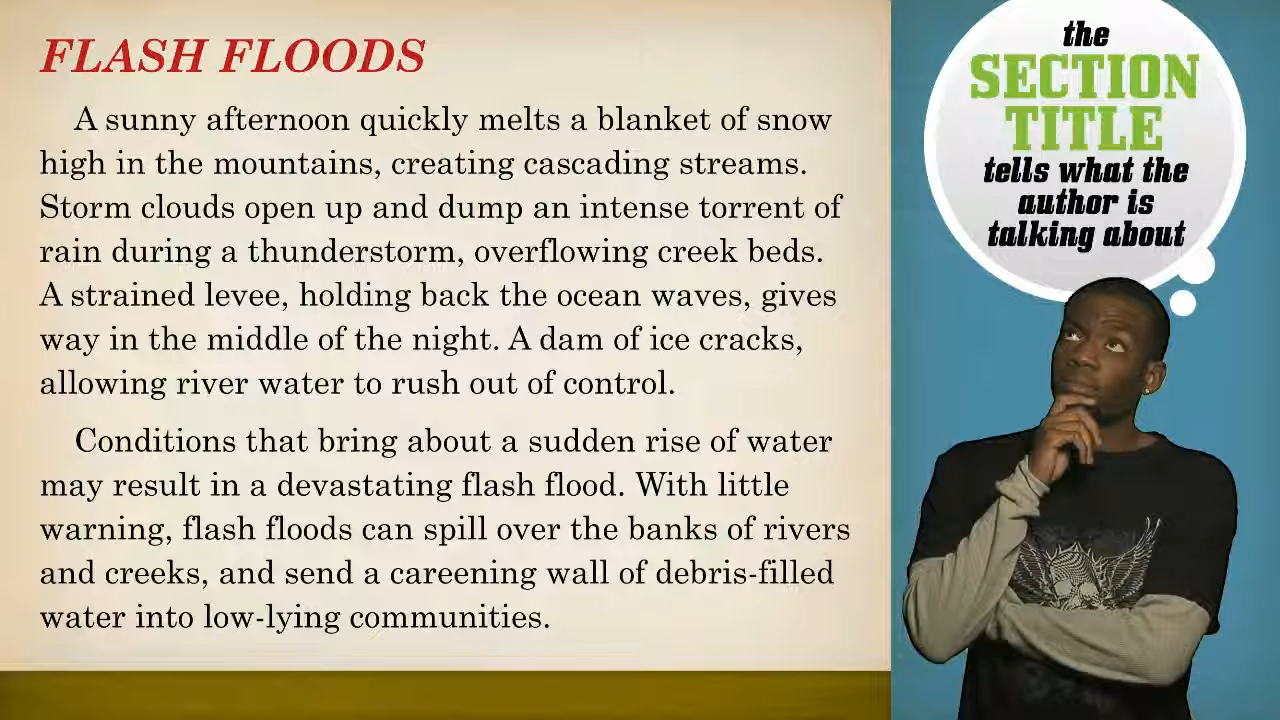 FLASH FLOODS
A sunny afternoon quickly melts a blanket of snow
high in the mountains, creating cascading streams.
Storm clouds open up and dump an intense torrent of
rain during a thunderstorm, overflowing creek beds.
A strained levee, holding back the ocean waves, gives
way in the middle of the night. A dam of ice cracks,
allowing river water to rush out of control.
Conditions that bring about a sudden rise of water
may result in a devastating flash flood. With little
warning, flash floods can spill over the banks of rivers
and creeks, and send a careening wall of debris-filled
water into low-lying communities.
the
SECTION
TITLE
tells what the
author is
talking about